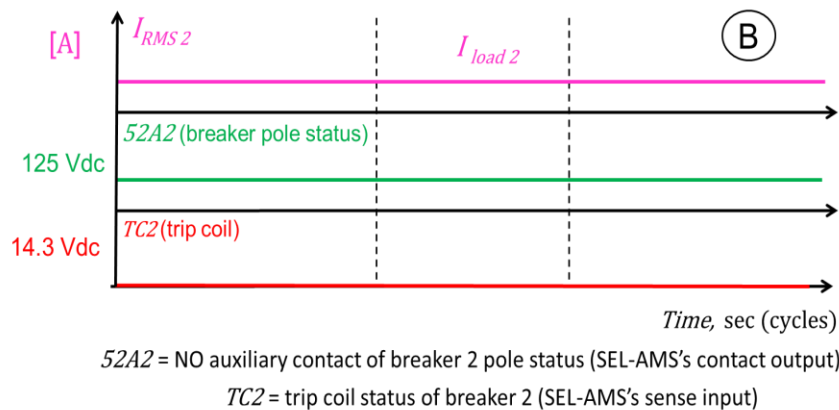 [A]
I RMS 2
I load 2
B
52A2 (breaker pole status)
125 Vdc
TC2 (trip coil)
14.3 Vdc
Time, sec (cycles)
52A2 = NO auxiliary contact of breaker 2 pole status (SEL-AMS's contact output)
TC2 = trip coil status of breaker 2 (SEL-AMS's sense input)